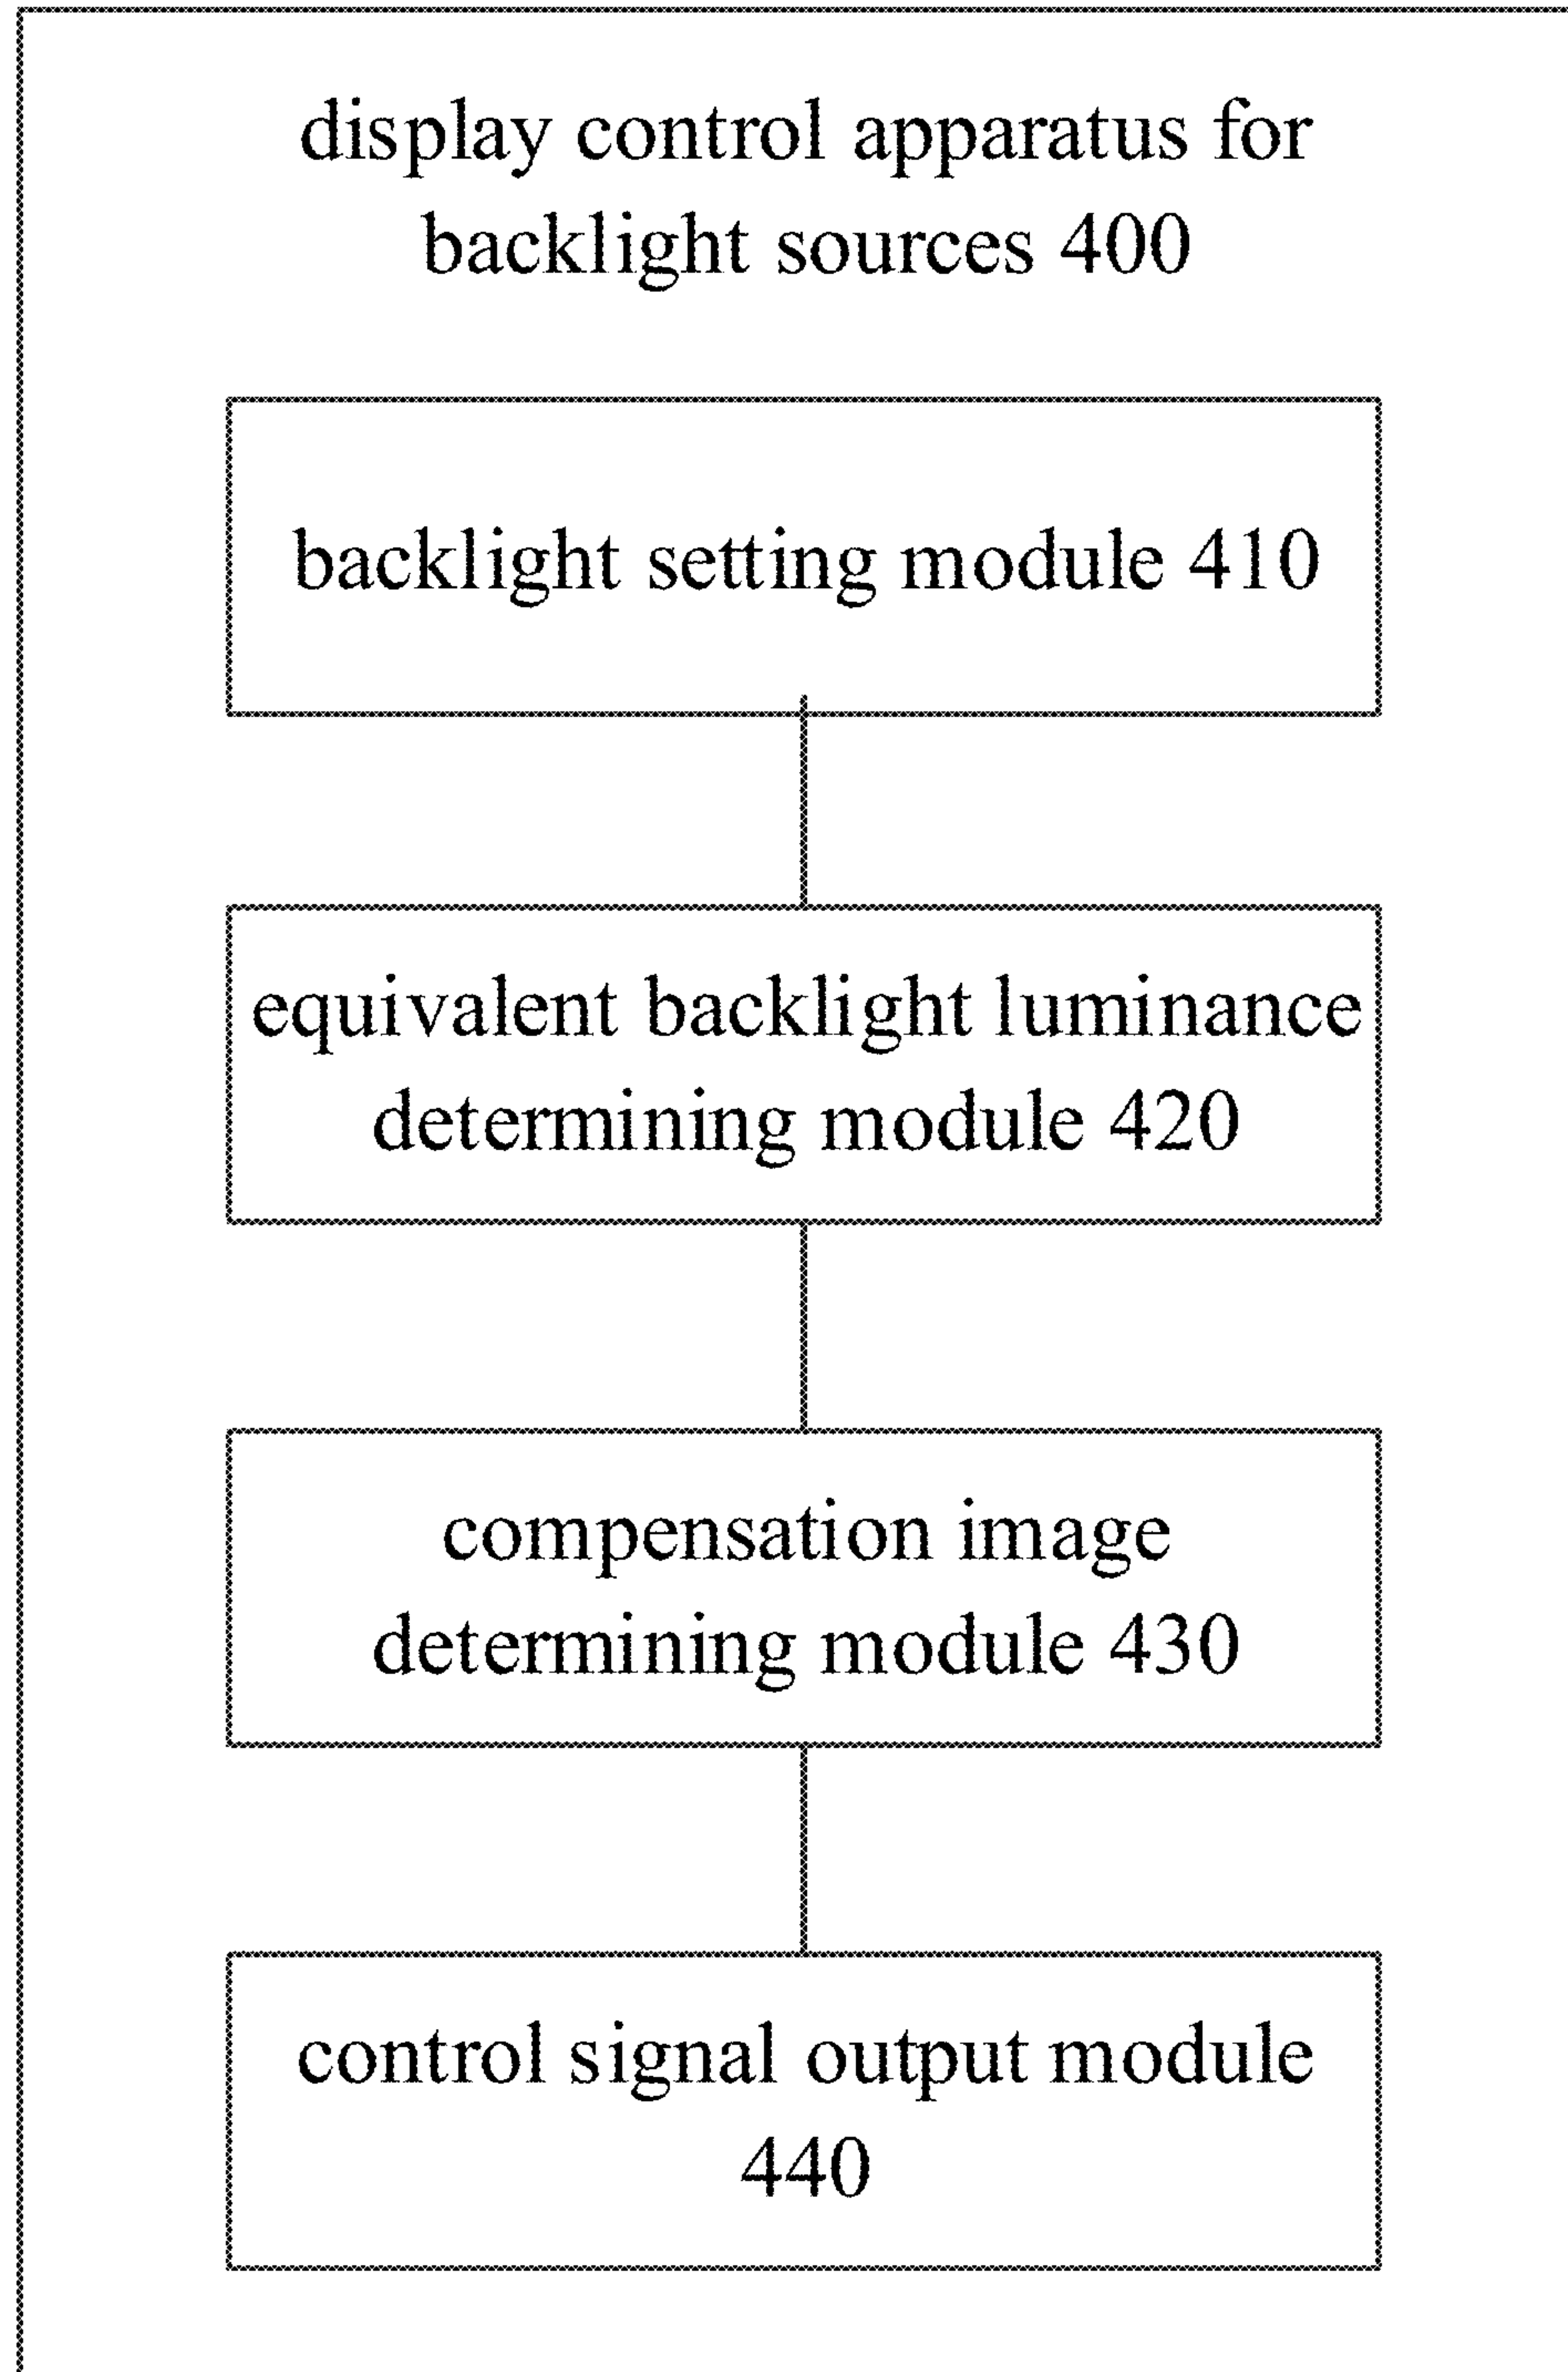 display control apparatus for
backlight sources 400
backlight setting module 410
equivalent backlight luminance
determining module 420
compensation image
determining module 430
control signal output module
440